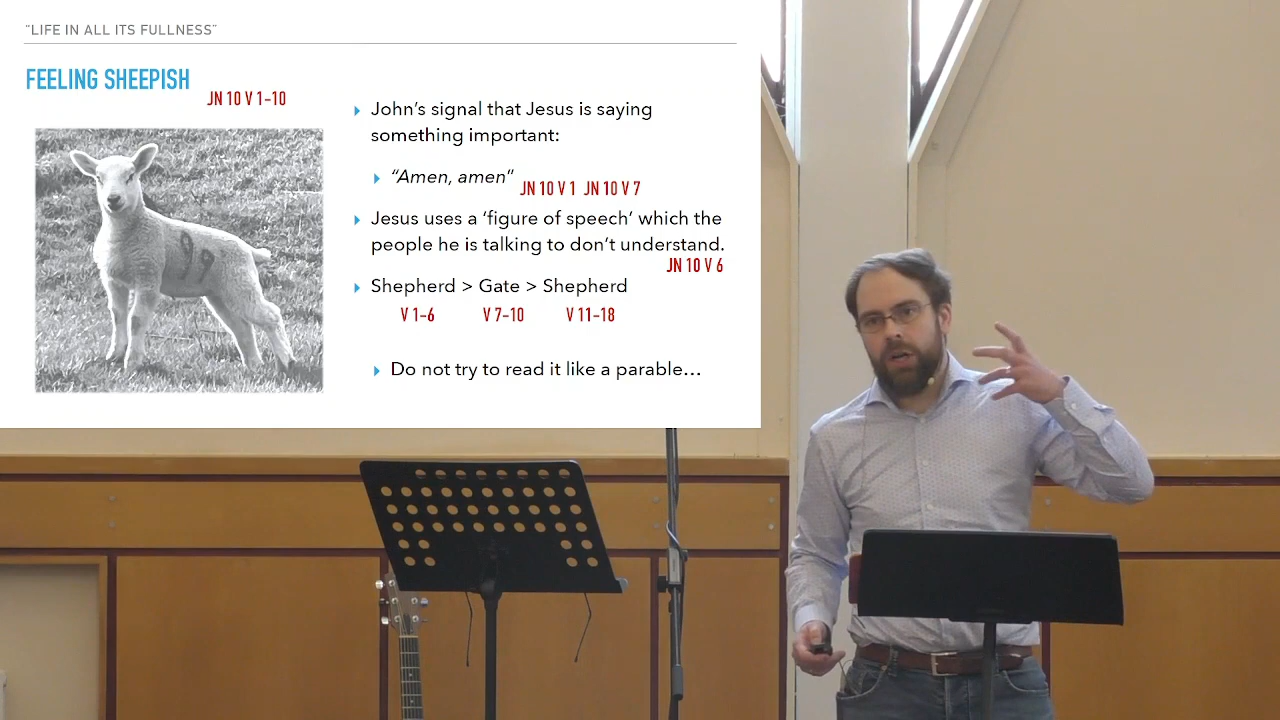 "LIFE IN ALL ITS FULLNESS"
FEELING SHEEPISH
JN 10 V 1-10
99
John's signal that Jesus is saying
something important:
"Amen, amen"
JN 10 V 1 JN 10 V 7
Jesus uses a 'figure of speech' which the
people he is talking to don't understand.
JN 10 V 6
Shepherd > Gate > Shepherd
V 1-6 V 7-10 V 11-18
Do not try to read it like a parable…